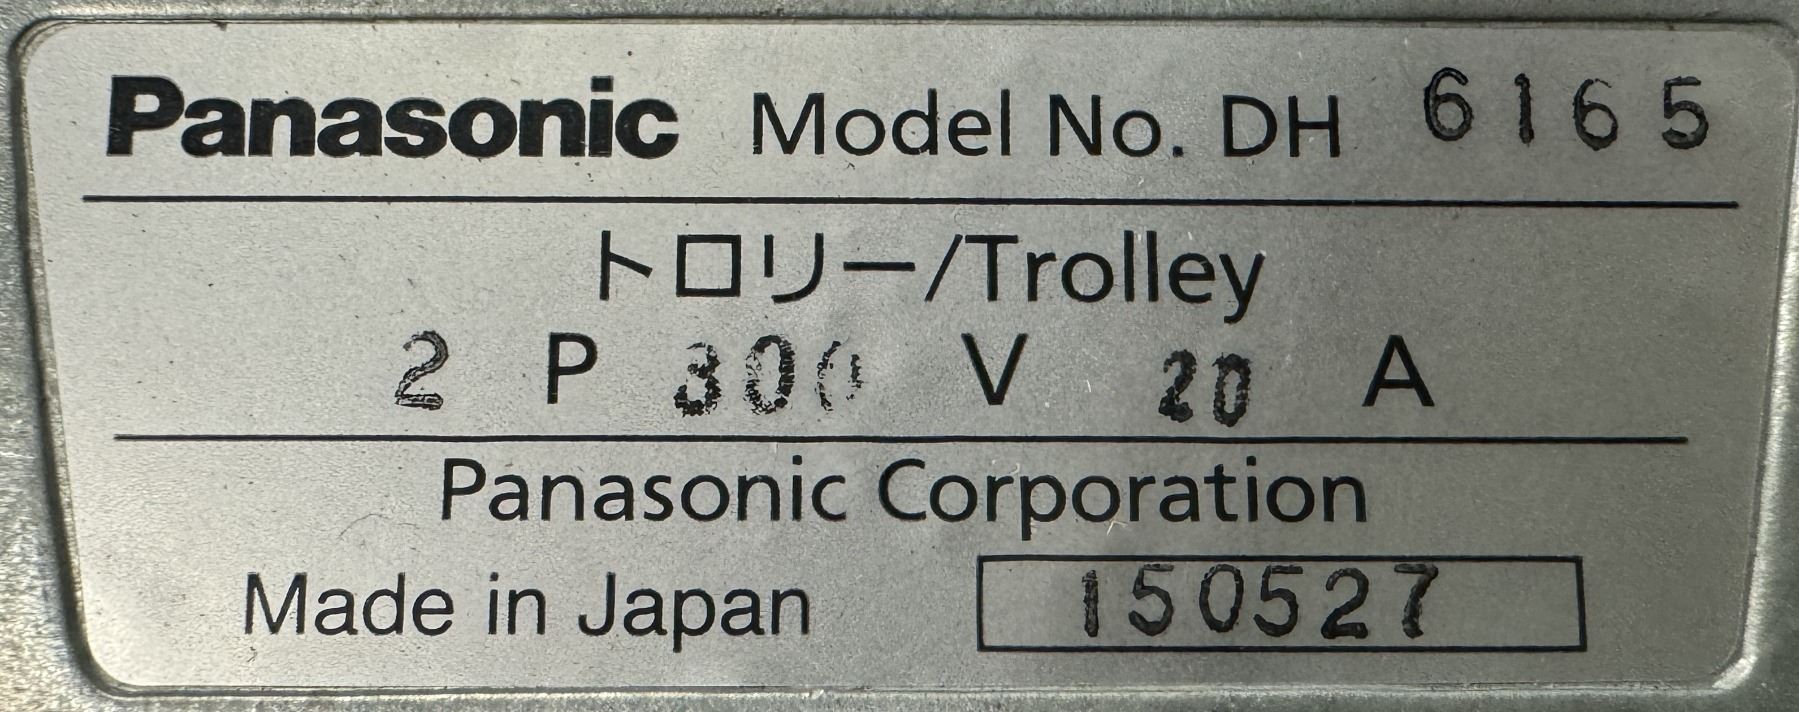 Panasonic Model No. DH 6165
トロリー/Trolley
2 P 300 V 20 A
Panasonic Corporation
Made in Japan 150527